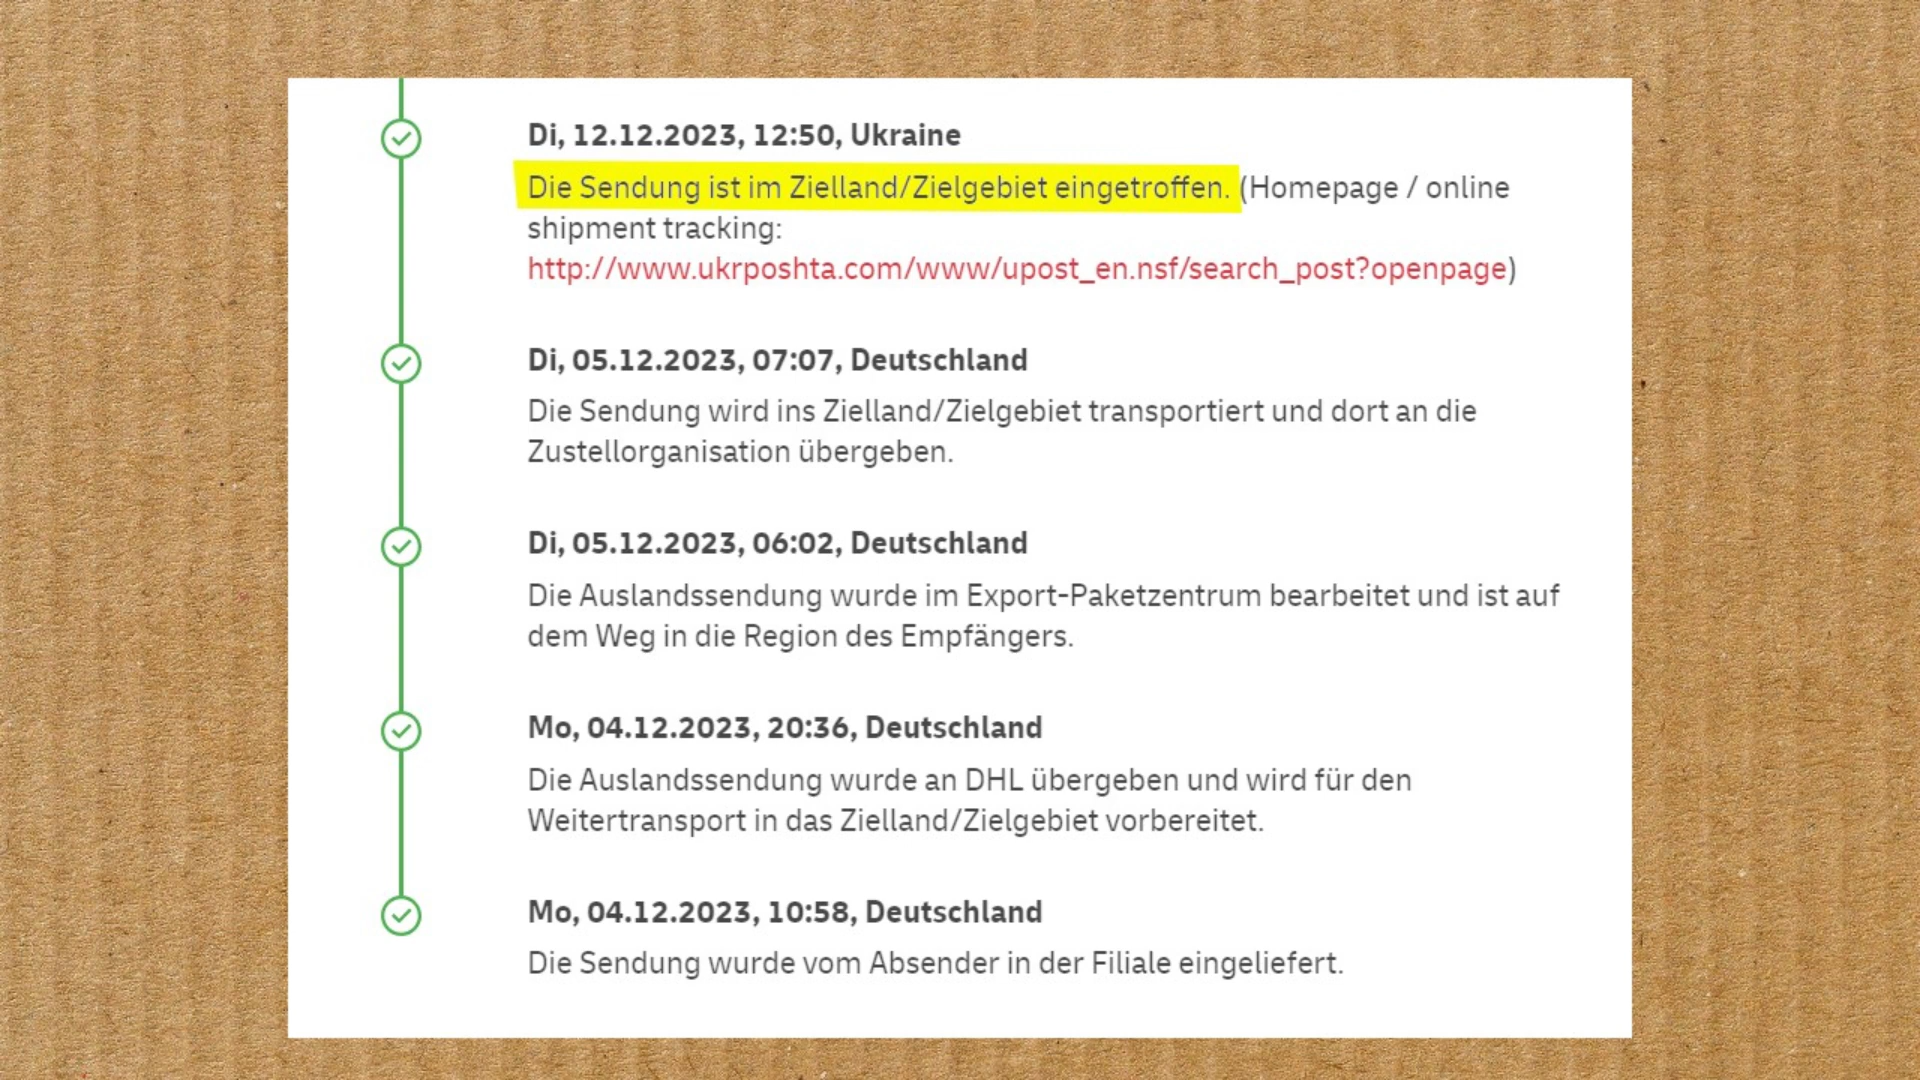 Di, 12.12.2023, 12:50, Ukraine
Die Sendung ist im Zielland/Zielgebiet eingetroffen. (Homepage / online
shipment tracking:
http://www.ukrposhta.com/www/upost_en.nsf/search_post?openpage)
Di, 05.12.2023, 07:07, Deutschland
Die Sendung wird ins Zielland/Zielgebiet transportiert und dort an die
Zustellorganisation übergeben.
Di, 05.12.2023, 06:02, Deutschland
Die Auslandssendung wurde im Export-Paketzentrum bearbeitet und ist auf
dem Weg in die Region des Empfängers.
Mo, 04.12.2023, 20:36, Deutschland
Die Auslandssendung wurde an DHL übergeben und wird für den
Weitertransport in das Zielland/Zielgebiet vorbereitet.
Mo, 04.12.2023, 10:58, Deutschland
Die Sendung wurde vom Absender in der Filiale eingeliefert.